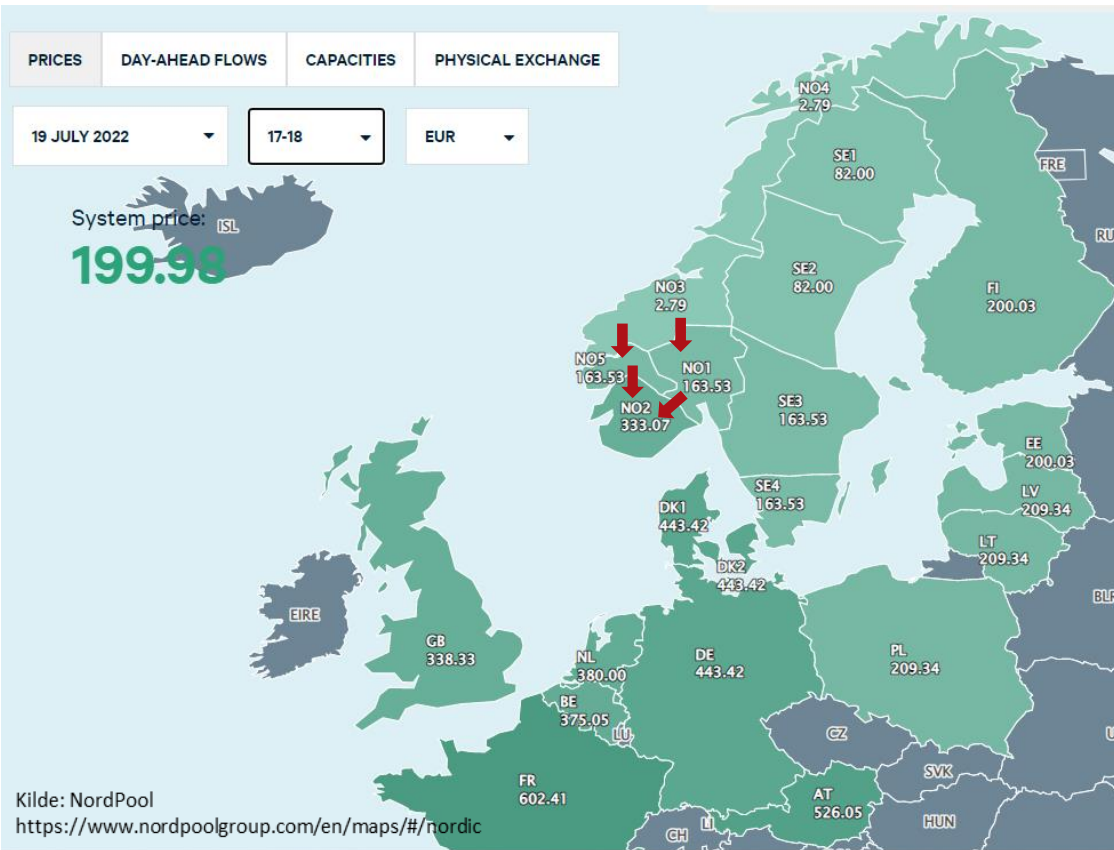 PRICES
DAY-AHEAD FLOWS
CAPACITIES
PHYSICAL EXCHANGE
19 JULY 2022
17-18
EUR
System price:
199.98
ISL
NO4
2.79
SE1
82.00
FRE
RU
SE2
82.00
FI
200.03
NO3
2.79
NO5
163.53
NO1
163.53
NO2
333.07
SE3
163.53
EE
200.03
LV
209.34
SE4
163.53
DK1
443.42
LT
209.34
DK2
443.42
BLR
EIRE
GB
338.33
NL
380.00
DE
443.42
PL
209.34
BE
375.05
LU
CZ
U
SVK
FR
602.41
AT
526.05
HUN
CH
LI
Kilde: NordPool
https://www.nordpoolgroup.com/en/maps/#/nordic